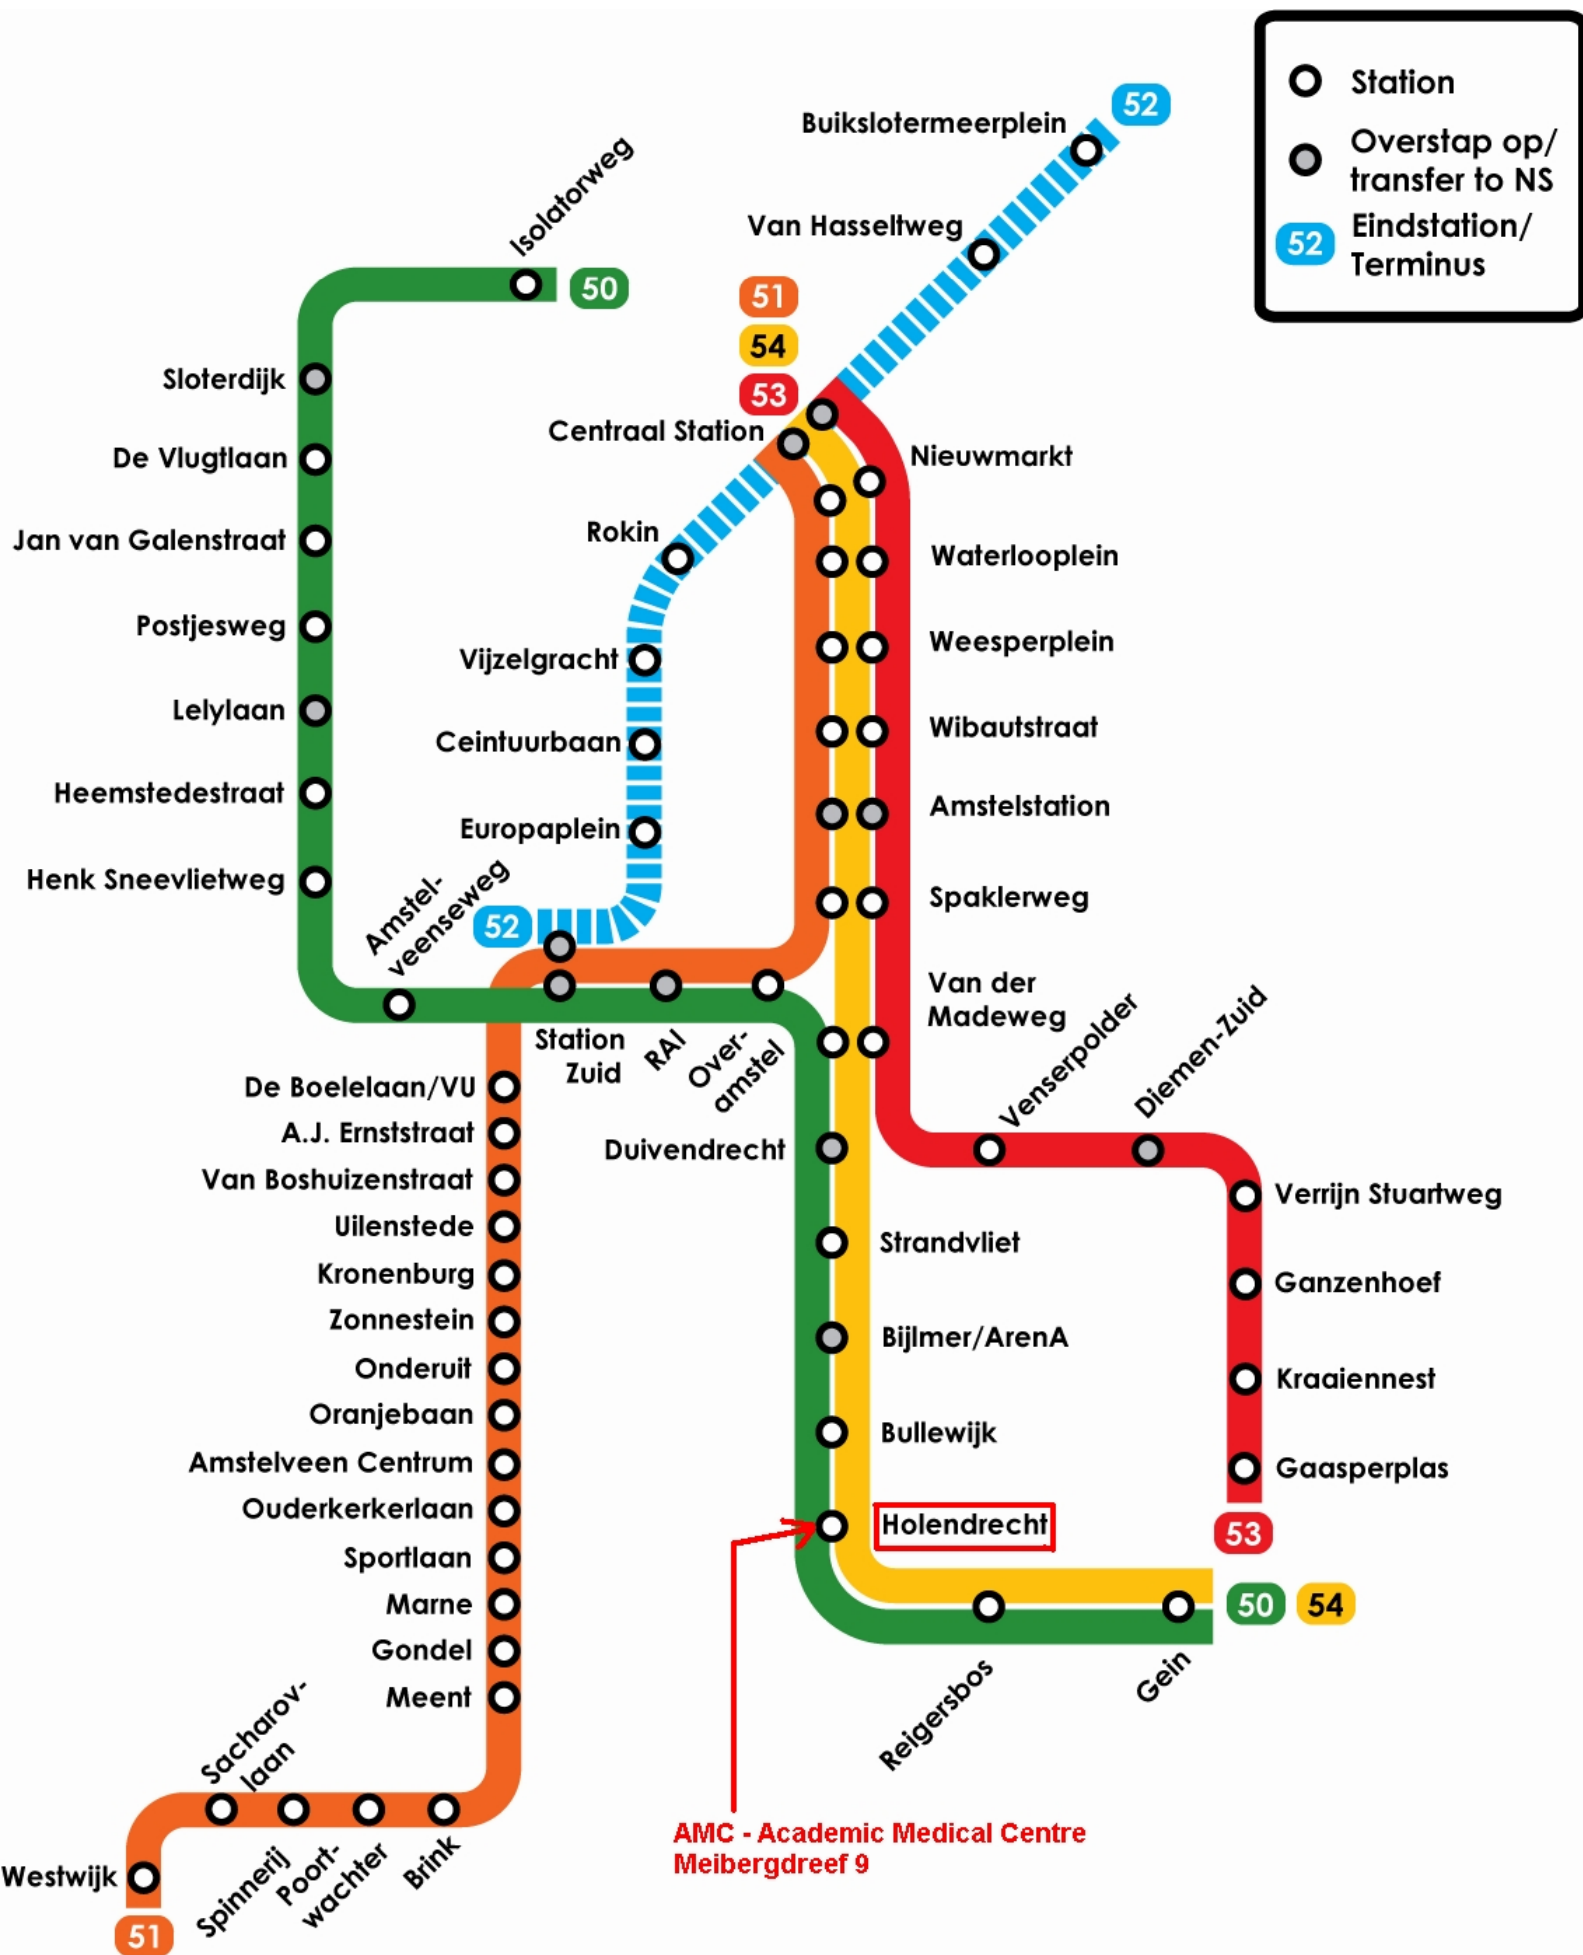 Station
Overstap op/
transfer to NS
52
Eindstation/
Terminus
52
Buikslotermeerplein
Van Hasseltweg
Isolatorweg
50
51
54
53
Centraal Station
Sloterdijk
De Vlugtlaan
Jan van Galenstraat
Postjesweg
Lelylaan
Heemstedestraat
Henk Sneevlietweg
Amstel-
veenseweg
Rokin
Vijzelgracht
Ceintuurbaan
Europaplein
52
Station
Zuid
RAI
Over-
amstel
Nieuwmarkt
Waterlooplein
Weesperplein
Wibautstraat
Amstelstation
Spaklerweg
Van der
Madeweg
Venserpolder
Diemen-Zuid
Verrijn Stuartweg
Ganzenhoef
Kraaiennest
Gaasperplas
53
Duivendrecht
Strandvliet
Bijlmer/ArenA
Bullewijk
Holendrecht
50
54
Reigersbos
Gein
De Boelelaan/VU
A.J. Ernststraat
Van Boshuizenstraat
Uilenstede
Kronenburg
Zonnestein
Onderuit
Oranjebaan
Amstelveen Centrum
Ouderkerkerlaan
Sportlaan
Marne
Gondel
Meent
Sacharov-
laan
Spinnerij
Poort-
wachter
Brink
Westwijk
51
AMC - Academic Medical Centre
Meibergdreef 9